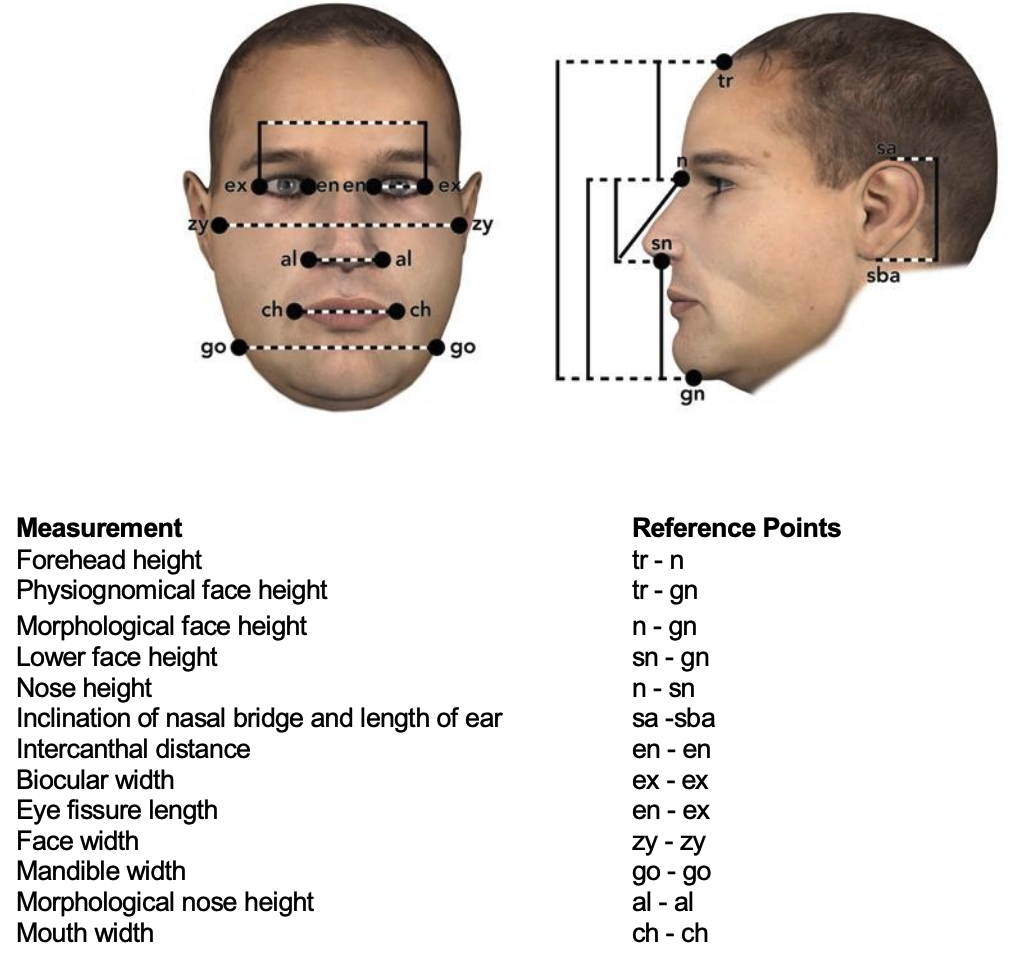 tr
n
sa
ex
en
en
ex
zy
zy
sn
al
al
sba
ch
ch
go
go
gn
Measurement Reference Points
Forehead height tr - n
Physiognomical face height tr - gn
Morphological face height n - gn
Lower face height sn - gn
Nose height n - sn
Inclination of nasal bridge and length of ear sa -sba
Intercanthal distance en - en
Biocular width ex - ex
Eye fissure length en - ex
Face width zy - zy
Mandible width go - go
Morphological nose height al - al
Mouth width ch - ch